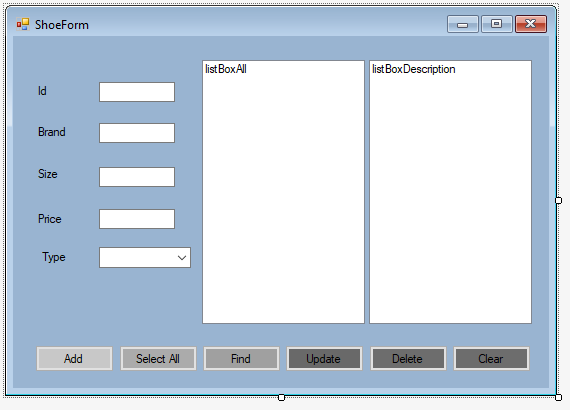 ShoeForm
Id
Brand
Size
Price
Type
listBoxAll
listBoxDescription
Add
Select All
Find
Update
Delete
Clear